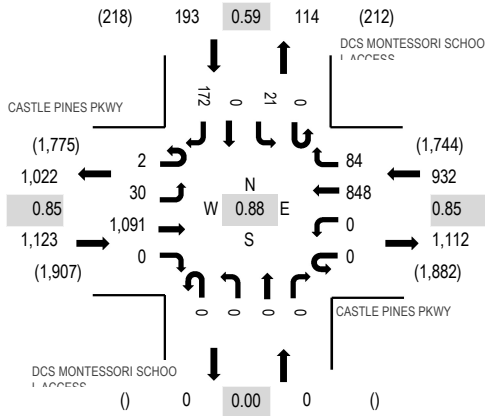 (218) 193 0.59 114 (212)
DCS MONTESSORI SCHOO
L ACCESS
172 0 21 0
CASTLE PINES PKWY
(1,775) (1,744)
2 84
1,022 932
30 N 848
0.85 W 0.88 E 0.85
1,091 0
1,123 S 1,112
0 0
(1,907) (1,882)
0 0 0 0
CASTLE PINES PKWY
DCS MONTESSORI SCHOO
L ACCESS
() 0 0.00 0 ()